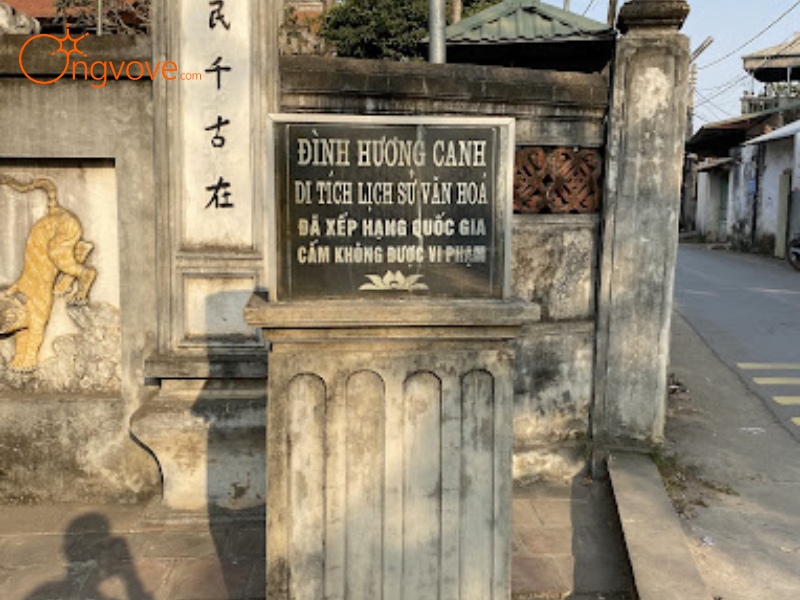 Ongvove.com
民
千
古
在
ĐÌNH HƯƠNG CANH
DI TÍCH LỊCH SỬ VĂN HOÁ
ĐÃ XẾP HẠNG QUỐC GIA
CẤM KHÔNG ĐƯỢC VI PHẠM